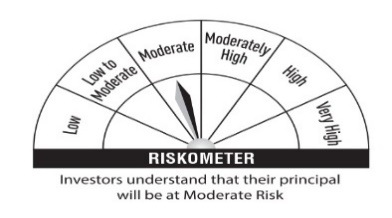 Low
Low to
Moderate
Moderate
Moderately
High
High
Very High
RISKOMETER
Investors understand that their principal
will be at Moderate Risk